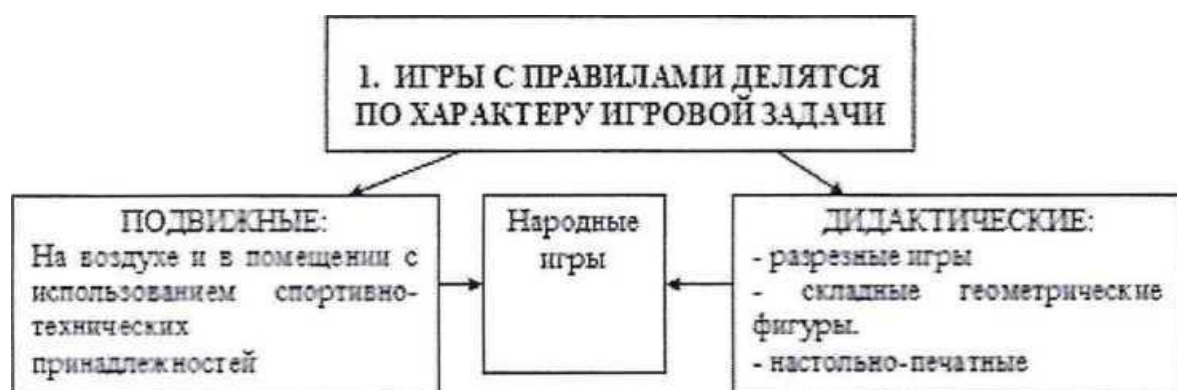 1. ИГРЫ С ПРАВИЛАМИ ДЕЛЯТСЯ
ПО ХАРАКТЕРУ ИГРОВОЙ ЗАДАЧИ
ПОДВИЖНЫЕ:
На воздухе и в помещении с
использованием спортивно-
технических
принадлежностей
Народные
игры
ДИДАКТИЧЕСКИЕ:
- разрезные игры
- складные геометрические
фигуры.
- настольно-печатные